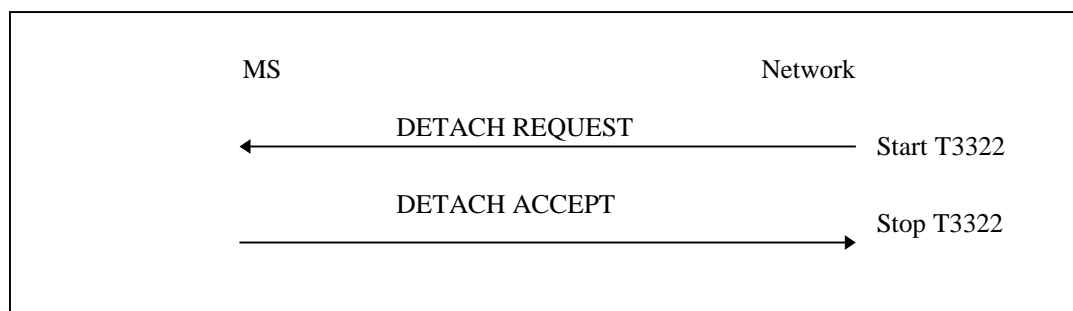 MS Network
DETACH REQUEST
Start T3322
DETACH ACCEPT
Stop T3322